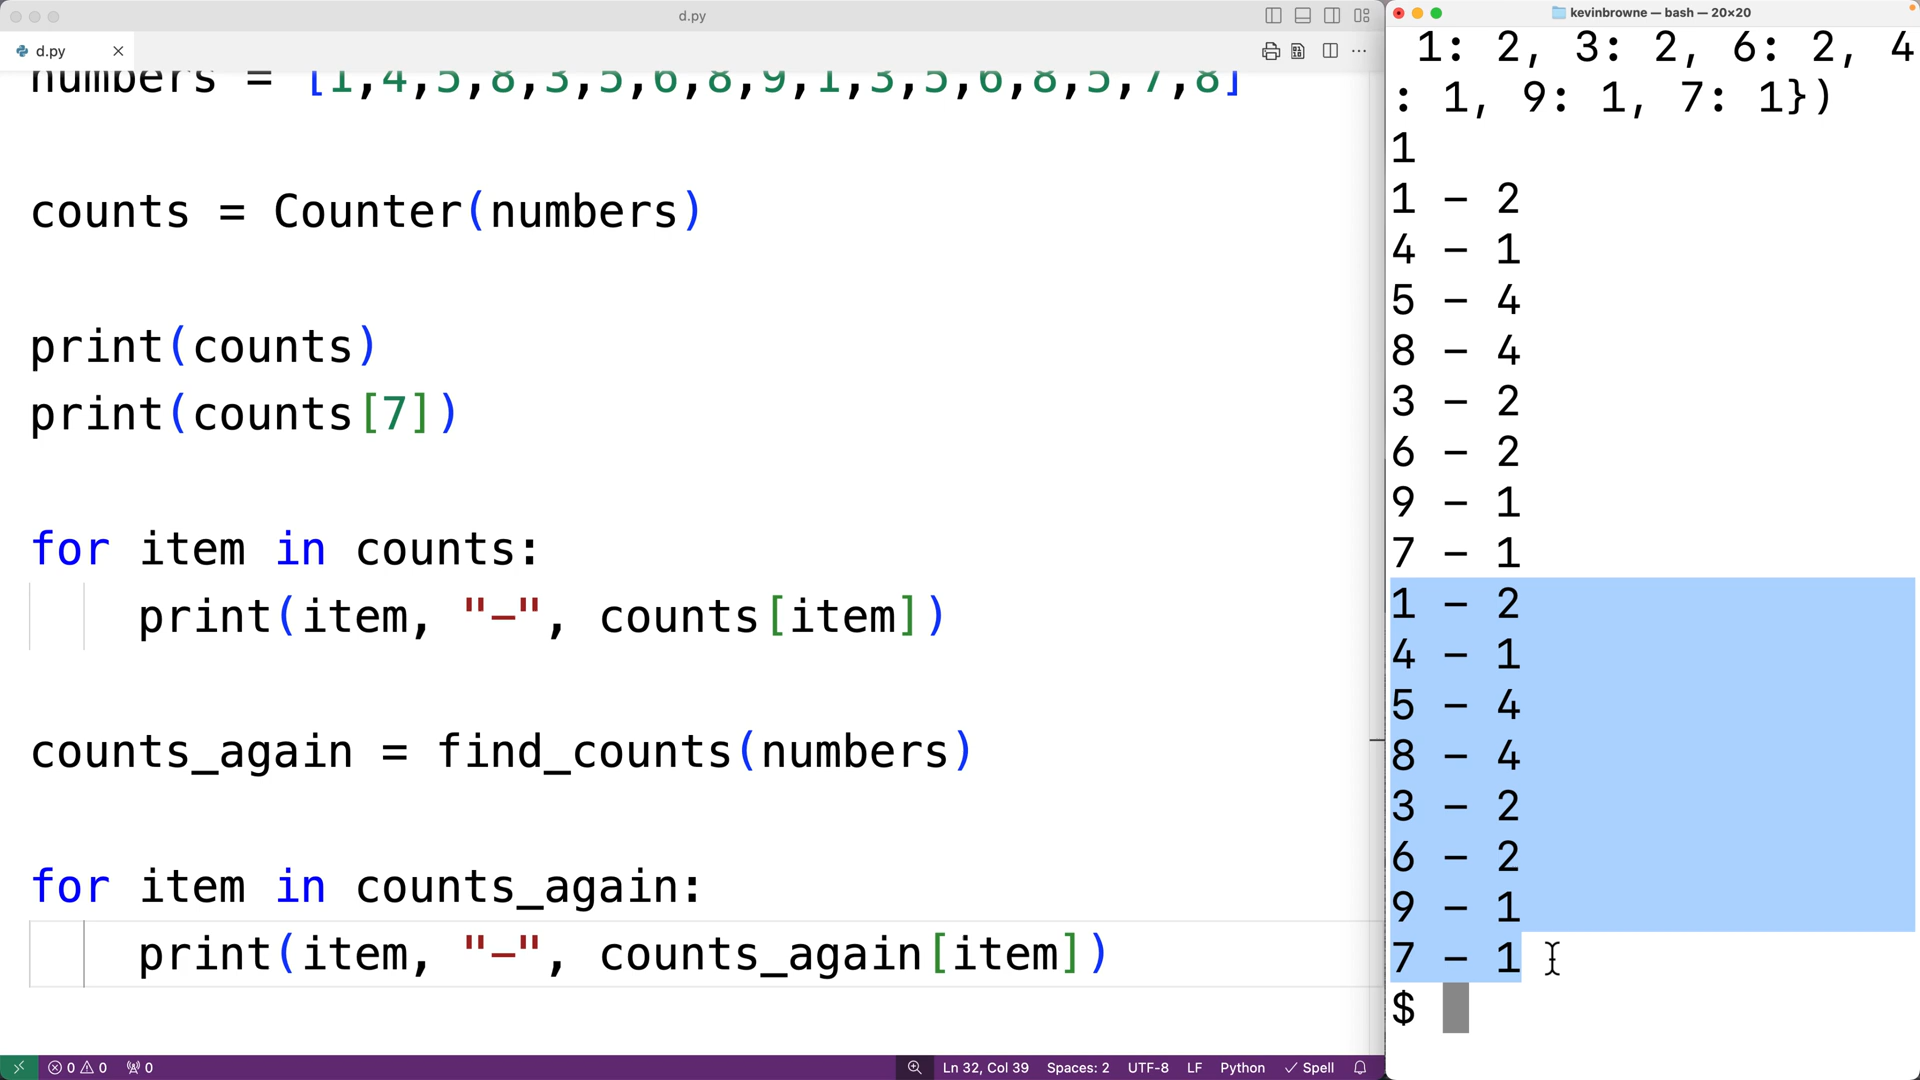 d.py
d.py
numbers = [1,4,5,8,3,5,6,8,9,1,3,5,6,8,5,7,8]
counts = Counter(numbers)
print(counts)
print(counts[7])
for item in counts:
print(item, "-", counts[item])
counts_again = find_counts(numbers)
for item in counts_again:
print(item, "-", counts_again[item])
0 0 0 Ln 32, Col 39 Spaces: 2 UTF-8 LF Python Spell
kevinbrowne — bash — 20×20
1: 2, 3: 2, 6: 2, 4
: 1, 9: 1, 7: 1})
1
1 - 2
4 - 1
5 - 4
8 - 4
3 - 2
6 - 2
9 - 1
7 - 1
1 - 2
4 - 1
5 - 4
8 - 4
3 - 2
6 - 2
9 - 1
7 - 1
$